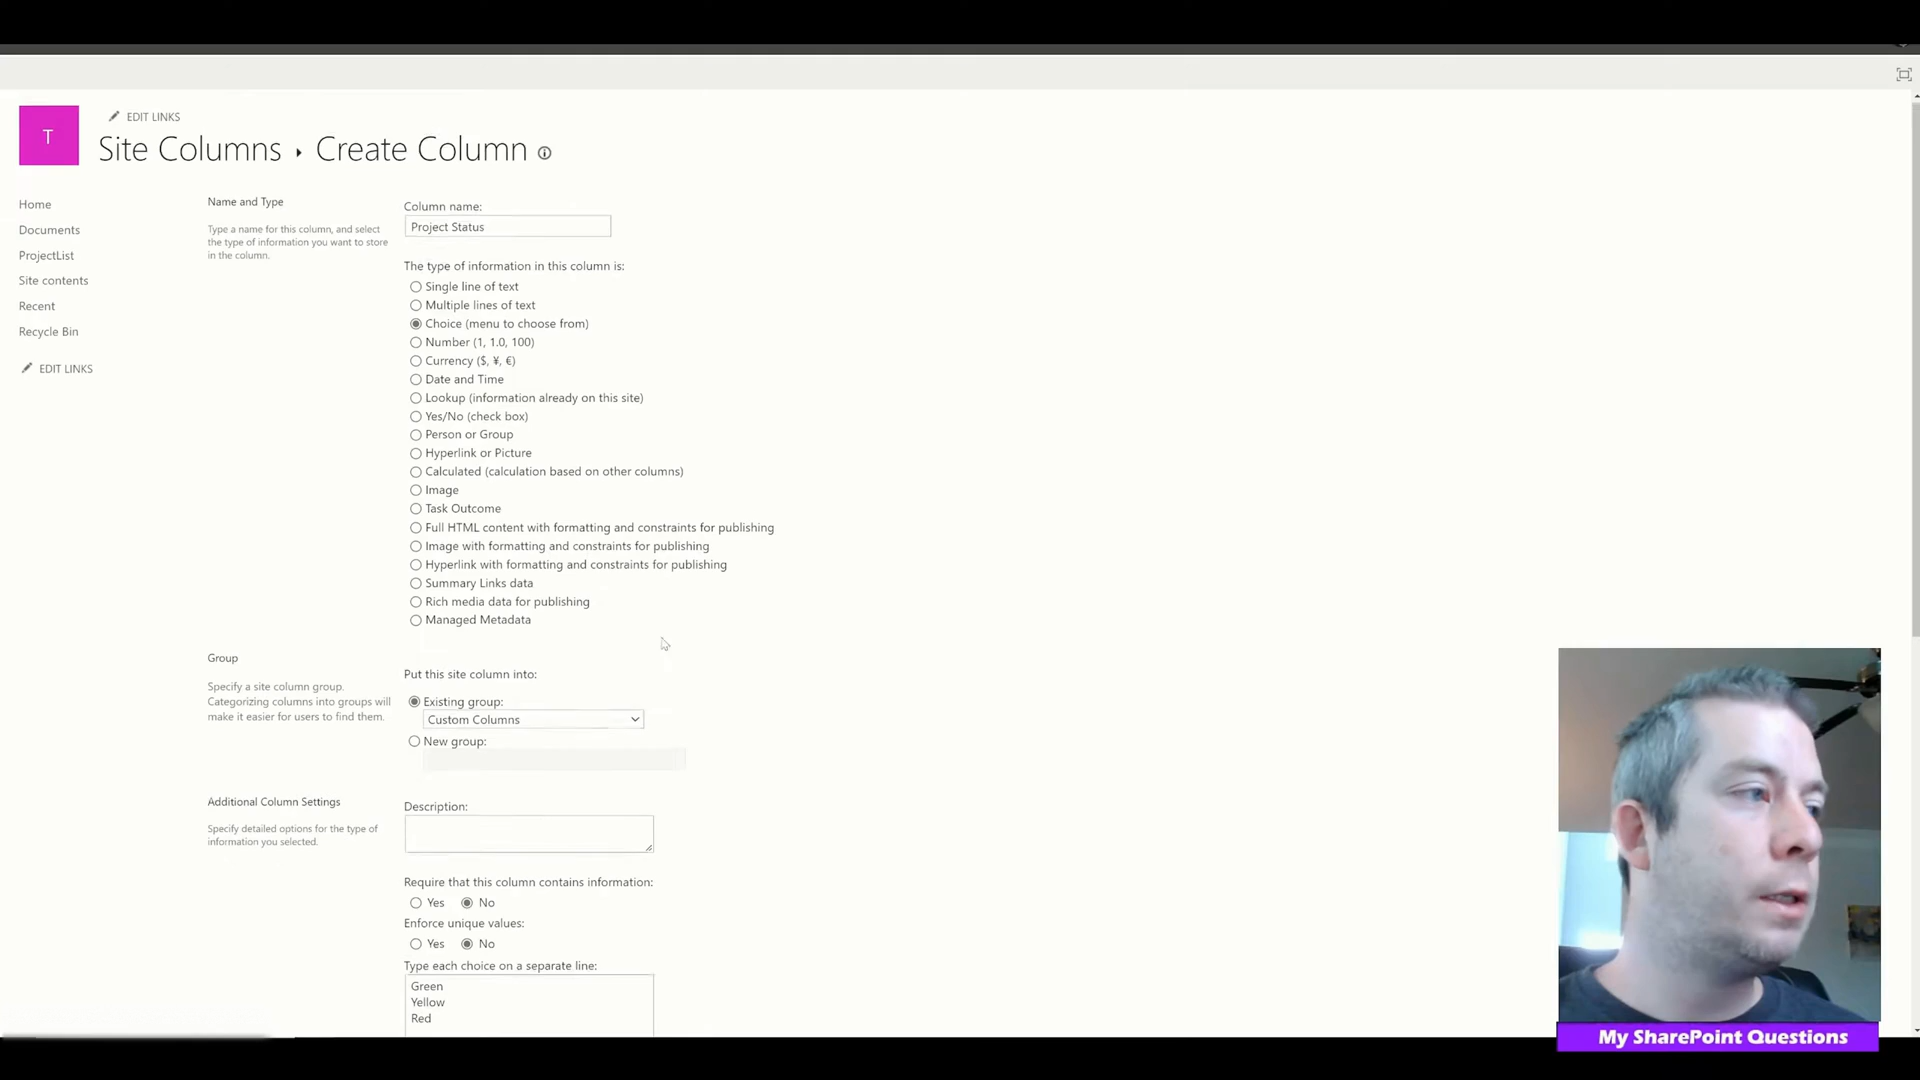 EDIT LINKS
T
Site Columns ▸ Create Column
Home
Documents
ProjectList
Site contents
Recent
Recycle Bin
EDIT LINKS
Name and Type
Type a name for this column, and select
the type of information you want to store
in the column.
Column name:
Project Status
The type of information in this column is:
Single line of text
Multiple lines of text
Choice (menu to choose from)
Number (1, 1.0, 100)
Currency ($, ¥, €)
Date and Time
Lookup (information already on this site)
Yes/No (check box)
Person or Group
Hyperlink or Picture
Calculated (calculation based on other columns)
Image
Task Outcome
Full HTML content with formatting and constraints for publishing
Image with formatting and constraints for publishing
Hyperlink with formatting and constraints for publishing
Summary Links data
Rich media data for publishing
Managed Metadata
Group
Specify a site column group.
Categorizing columns into groups will
make it easier for users to find them.
Put this site column into:
Existing group:
Custom Columns
New group:
Additional Column Settings
Specify detailed options for the type of
information you selected.
Description:
Require that this column contains information:
Yes No
Enforce unique values:
Yes No
Type each choice on a separate line:
Green
Yellow
Red
My SharePoint Questions